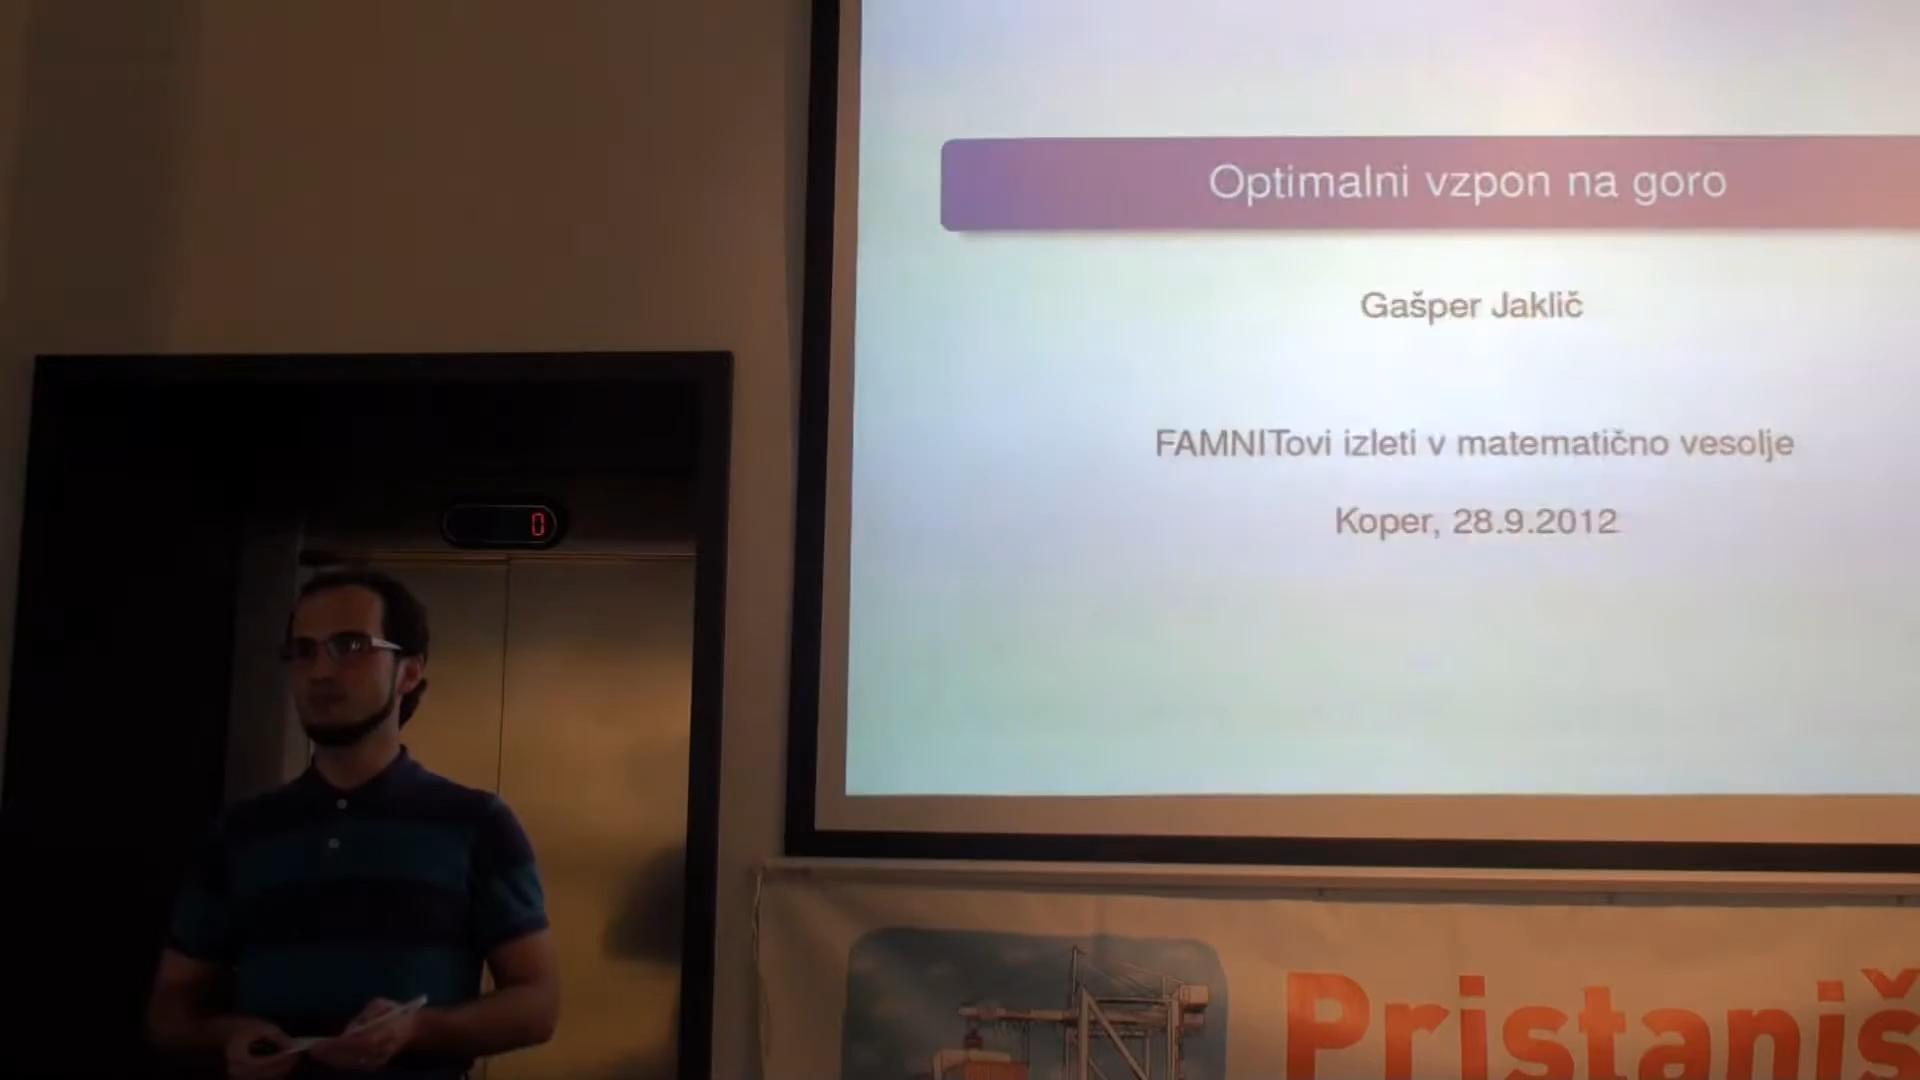 Optimalni vzpon na goro
Gašper Jaklič
FAMNITovi izleti v matematično vesolje
Koper, 28.9.2012
0
Pristaniš